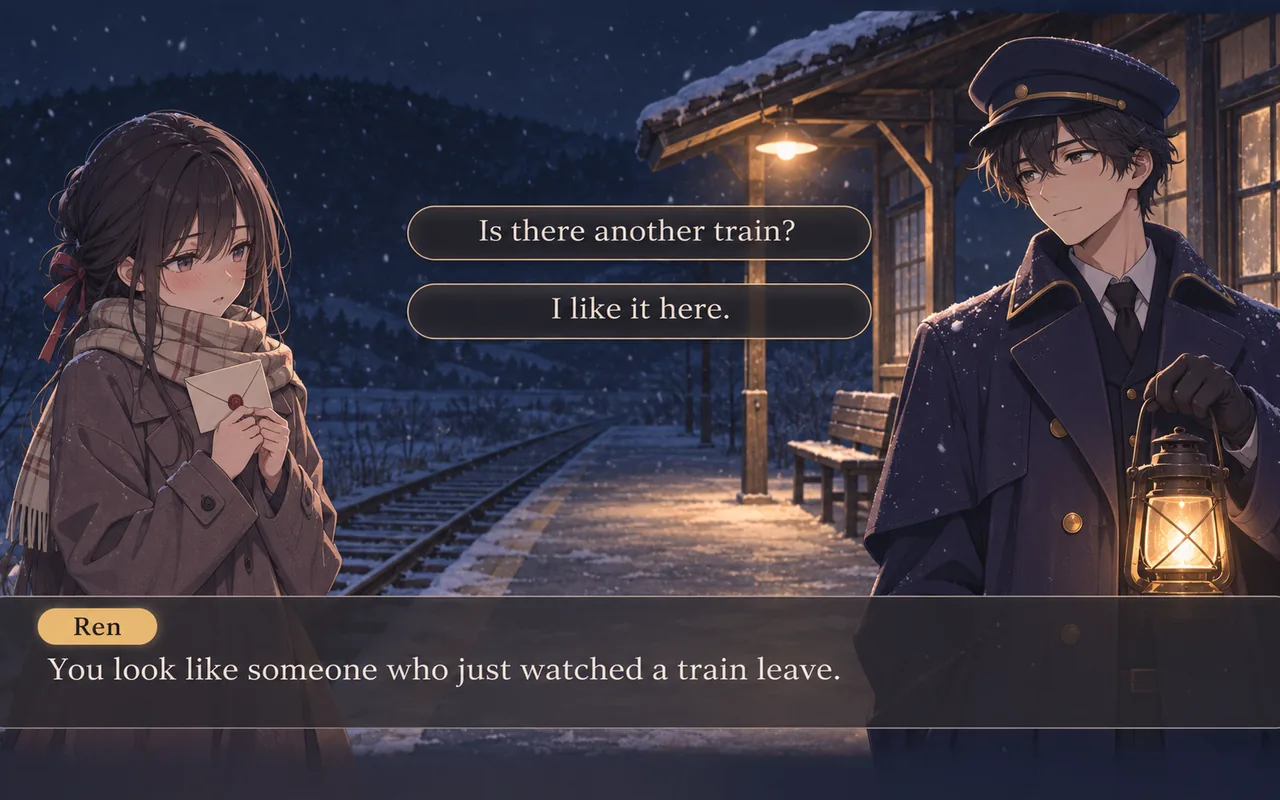 Is there another train?
I like it here.
Ren
You look like someone who just watched a train leave.